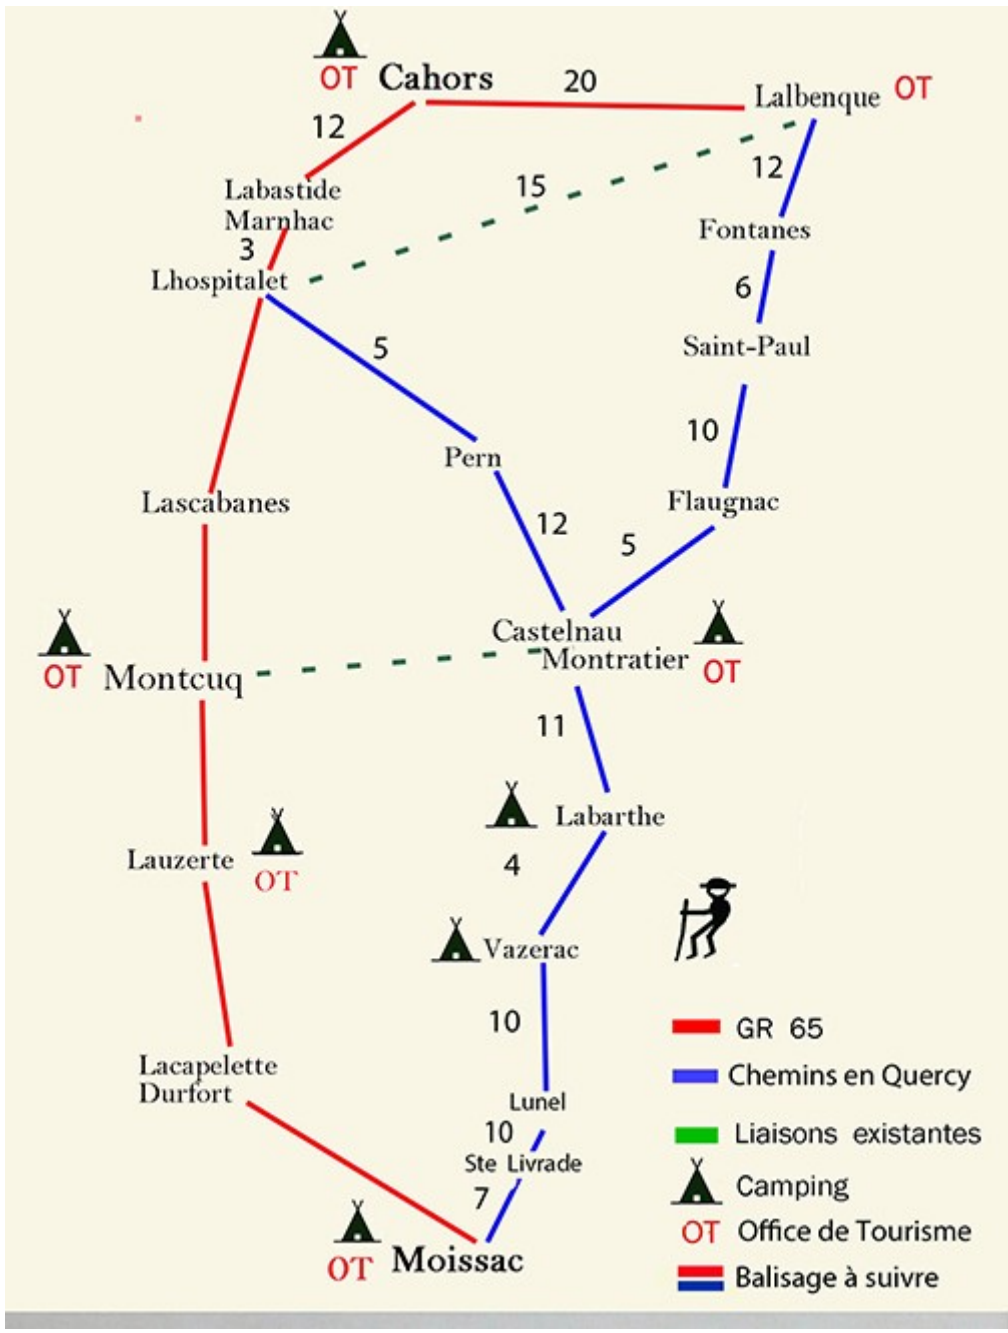 OT
Cahors
20
Lalbenque
OT
12
12
15
Labastide
Marnhac
Fontanes
3
Lhospitalet
6
5
Saint-Paul
10
Pern
Lascabanes
Flaugnac
12
5
Castelnau
Montratier
OT
OT
Montcuq
11
Labarthe
Lauzerte
4
OT
Vazerac
10
GR 65
Lacapelette
Durfort
Chemins en Quercy
Lunel
10
Liaisons existantes
Ste Livrade
7
Camping
OT
Office de Tourisme
OT
Moissac
Balisage à suivre